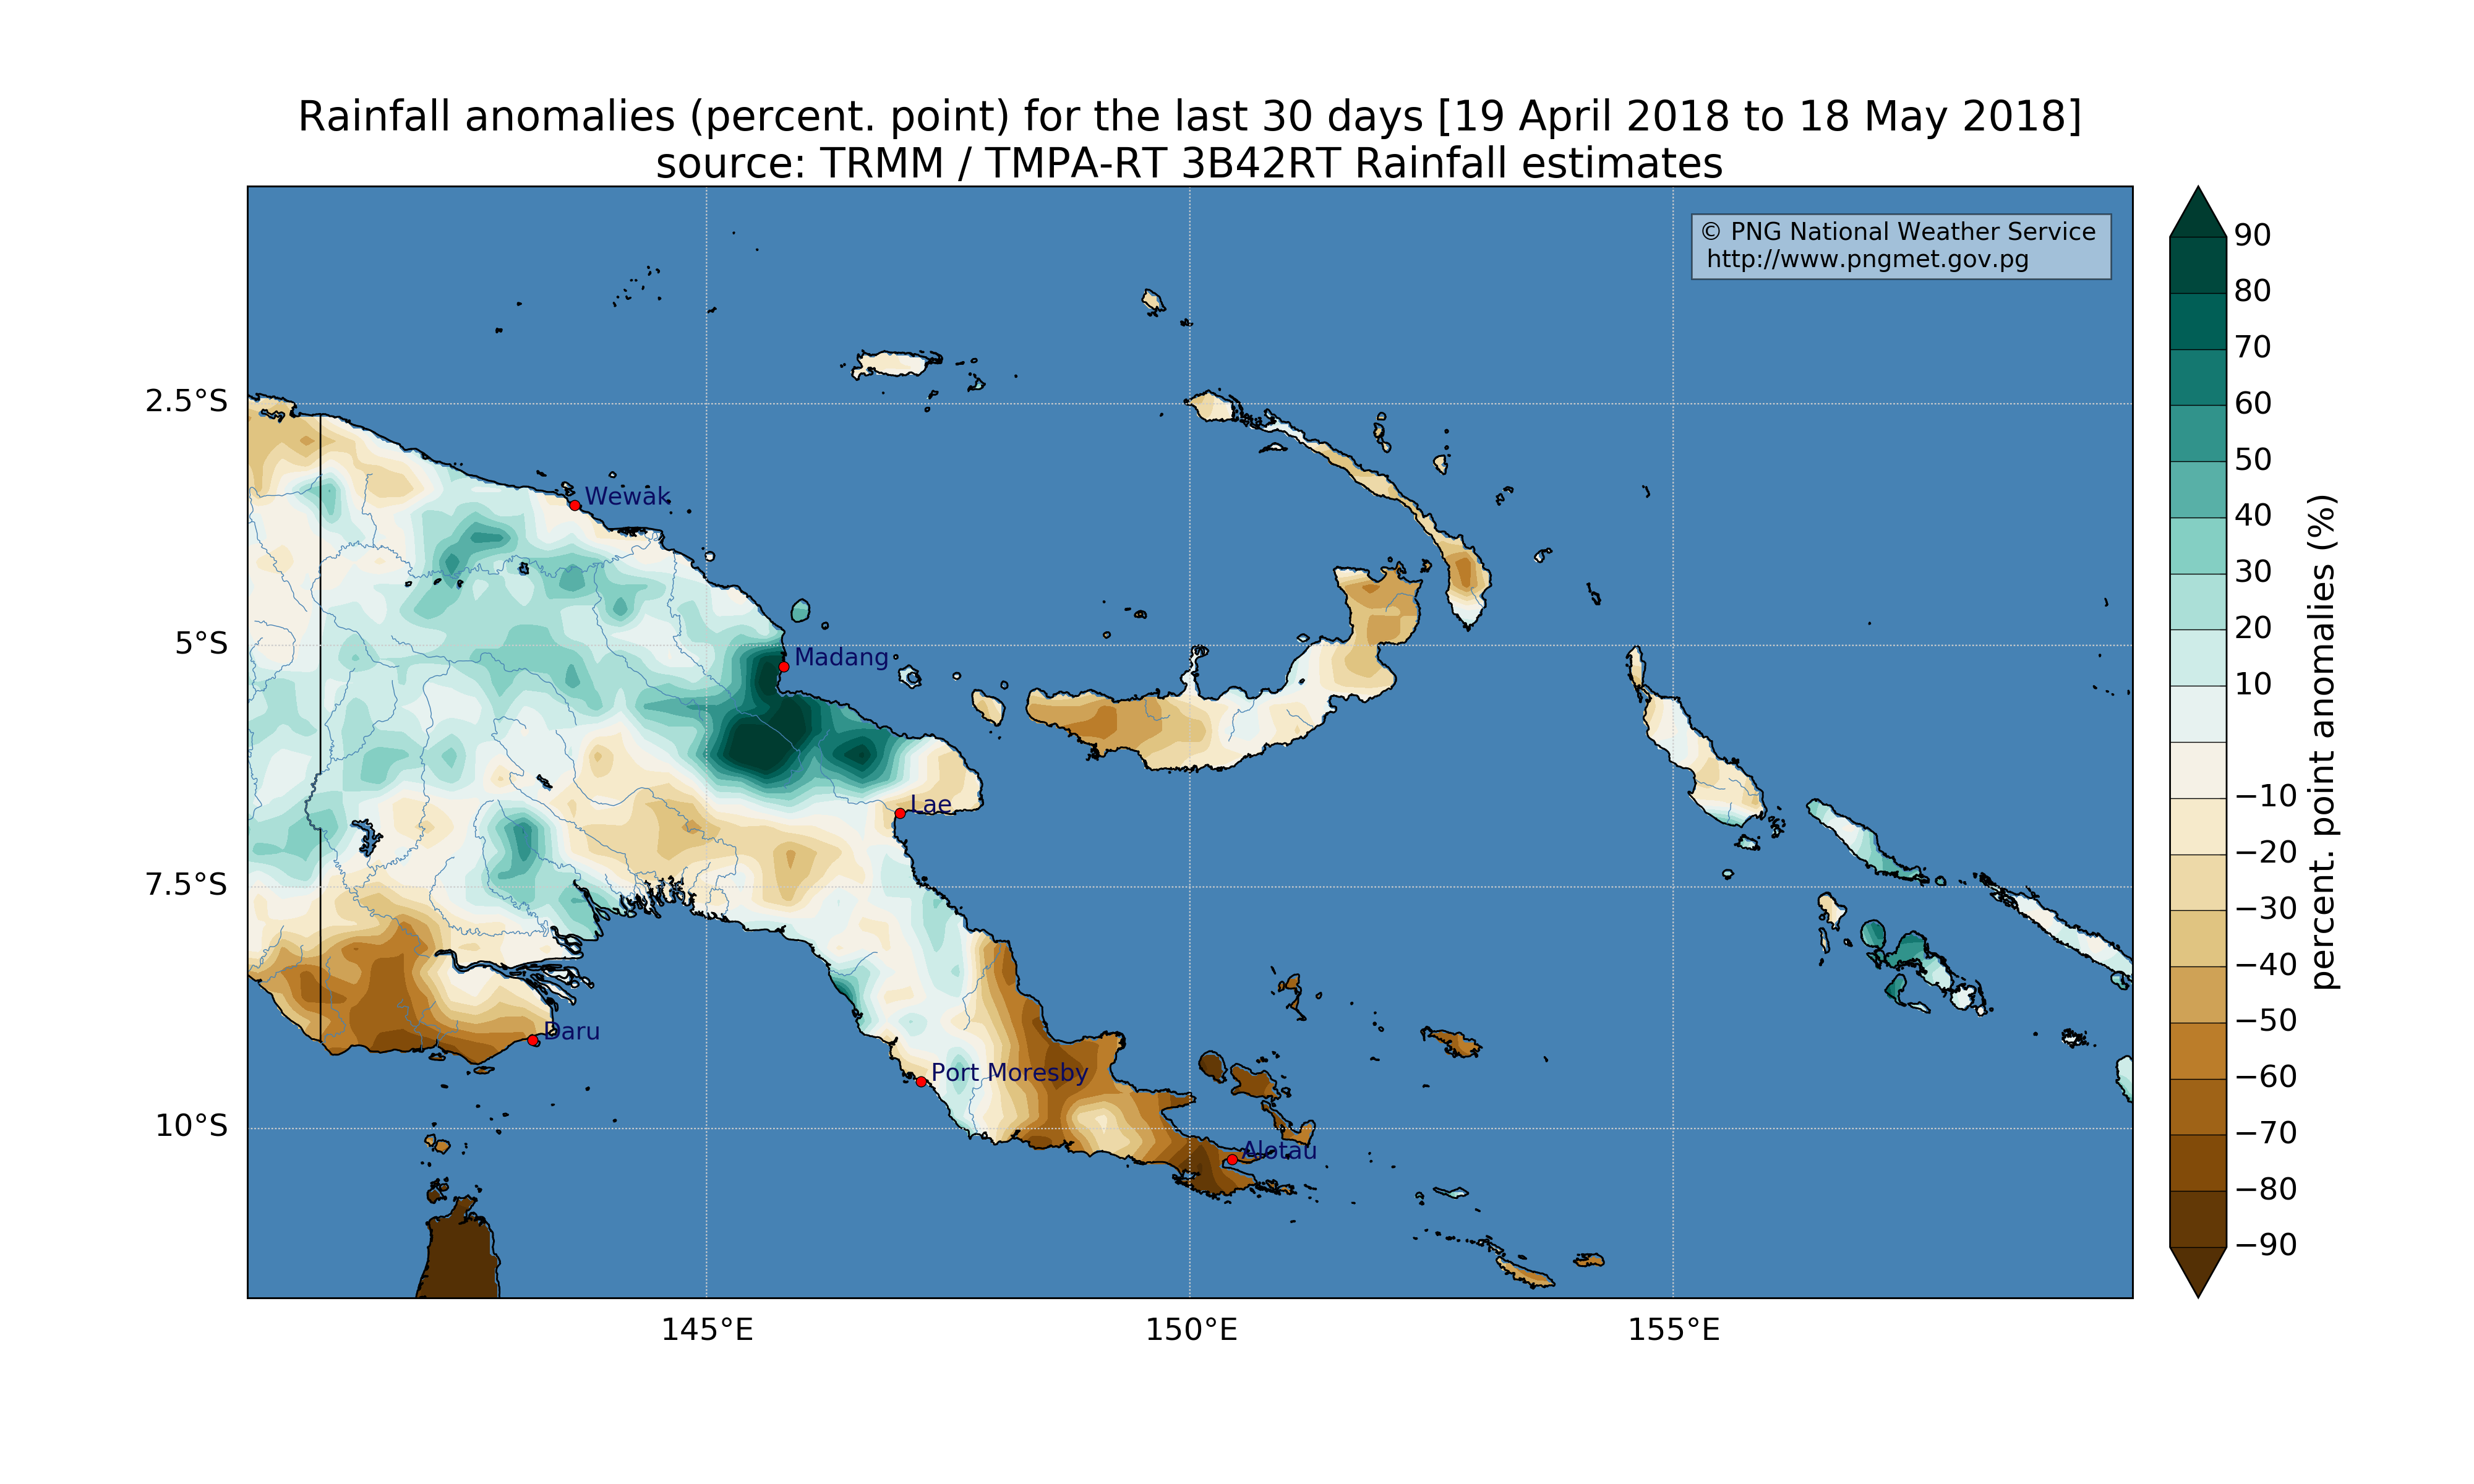 Rainfall anomalies (percent. point) for the last 30 days [19 April 2018 to 18 May 2018]
source: TRMM / TMPA-RT 3B42RT Rainfall estimates
© PNG National Weather Service
http://www.pngmet.gov.pg
90
80
70
60
50
40
30
20
10
−10
−20
−30
−40
−50
−60
−70
−80
−90
percent. point anomalies (%)
2.5°S
5°S
7.5°S
10°S
Wewak
Madang
Lae
Daru
Port Moresby
Alotau
145°E
150°E
155°E